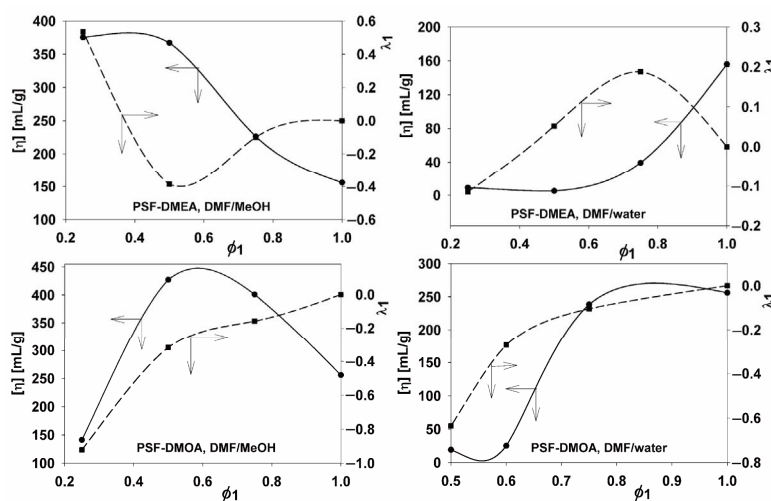 400
350
300
250
200
150
100
[η] [mL/g]
0.6
0.4
0.2
0.0
−0.2
−0.4
−0.6
λ1
PSF-DMEA, DMF/MeOH
0.2 0.4 0.6 0.8 1.0
ϕ1
200
160
120
80
40
0
[η] [mL/g]
0.3
0.2
0.1
0.0
−0.1
−0.2
λ1
PSF-DMEA, DMF/water
0.2 0.4 0.6 0.8 1.0
ϕ1
450
400
350
300
250
200
150
100
[η] [mL/g]
0.0
−0.2
−0.4
−0.6
−0.8
−1.0
λ1
PSF-DMOA, DMF/MeOH
0.2 0.4 0.6 0.8 1.0
ϕ1
300
250
200
150
100
50
0
[η] [mL/g]
0.0
−0.2
−0.4
−0.6
−0.8
λ1
PSF-DMOA, DMF/water
0.5 0.6 0.7 0.8 0.9 1.0
ϕ1